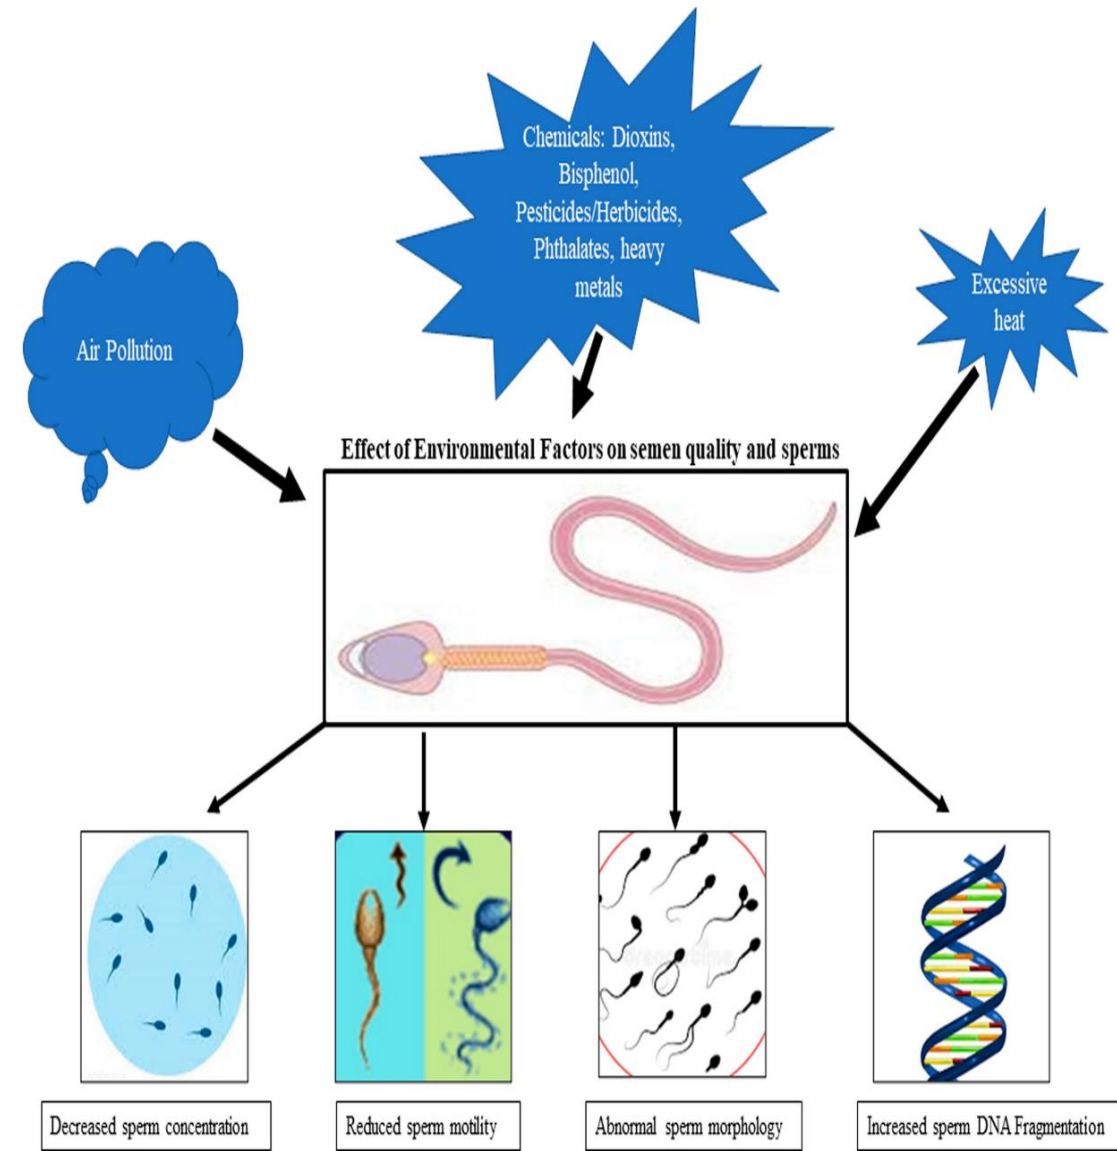 Chemicals: Dioxins,
Bisphenol,
Pesticides/Herbicides,
Phthalates, heavy
metals
Excessive
heat
Air Pollution
Effect of Environmental Factors on semen quality and sperms
Decreased sperm concentration
Reduced sperm motility
Abnormal sperm morphology
Increased sperm DNA Fragmentation